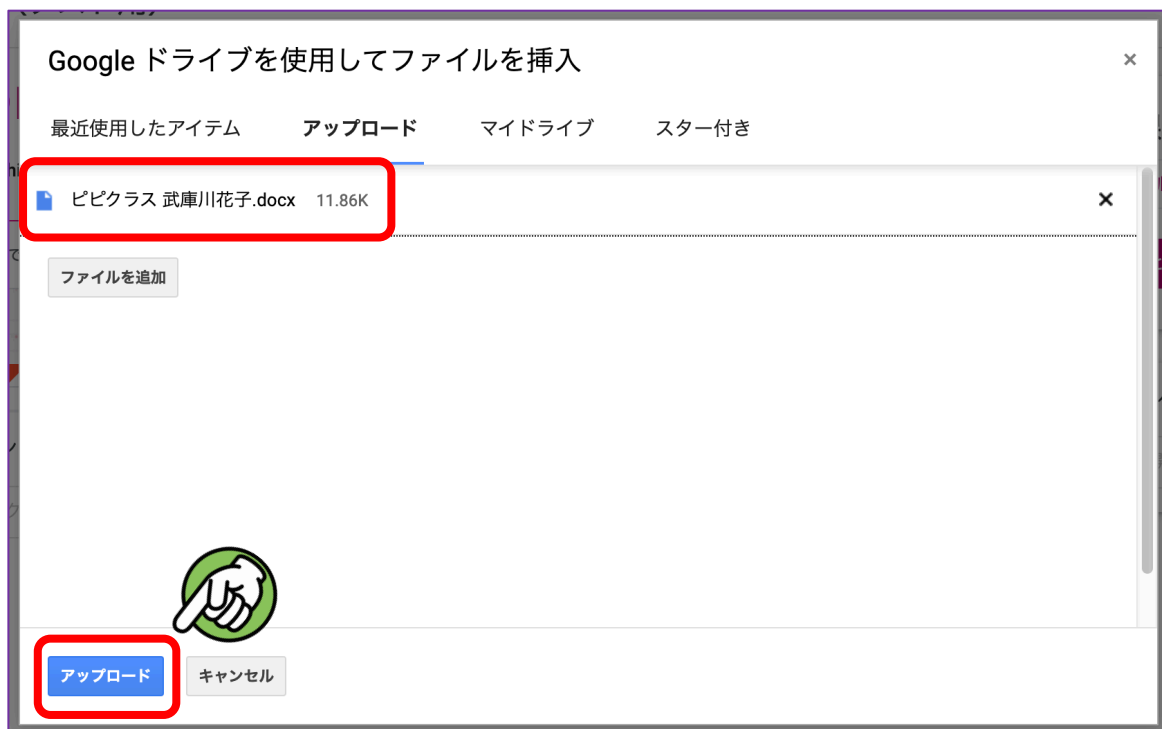 Google ドライブを使用してファイルを挿入
×
最近使用したアイテム アップロード マイドライブ スター付き
ピピクラス 武庫川花子.docx 11.86K
×
ファイルを追加
アップロード キャンセル